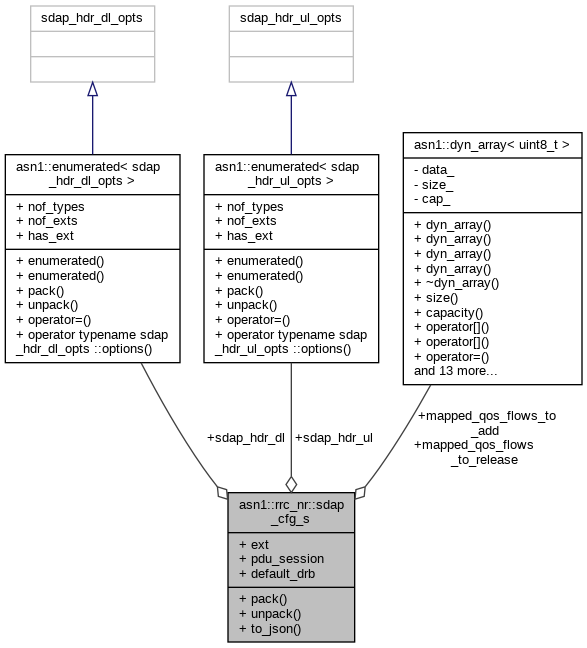 sdap_hdr_dl_opts
sdap_hdr_ul_opts
asn1::enumerated< sdap
_hdr_dl_opts >
+ nof_types
+ nof_exts
+ has_ext
+ enumerated()
+ enumerated()
+ pack()
+ unpack()
+ operator=()
+ operator typename sdap
_hdr_dl_opts ::options()
asn1::enumerated< sdap
_hdr_ul_opts >
+ nof_types
+ nof_exts
+ has_ext
+ enumerated()
+ enumerated()
+ pack()
+ unpack()
+ operator=()
+ operator typename sdap
_hdr_ul_opts ::options()
asn1::dyn_array< uint8_t >
- data_
- size_
- cap_
+ dyn_array()
+ dyn_array()
+ dyn_array()
+ dyn_array()
+ ~dyn_array()
+ size()
+ capacity()
+ operator[]()
+ operator[]()
+ operator=()
and 13 more...
+sdap_hdr_dl
+sdap_hdr_ul
+mapped_qos_flows_to
_add
+mapped_qos_flows
_to_release
asn1::rrc_nr::sdap
_cfg_s
+ ext
+ pdu_session
+ default_drb
+ pack()
+ unpack()
+ to_json()